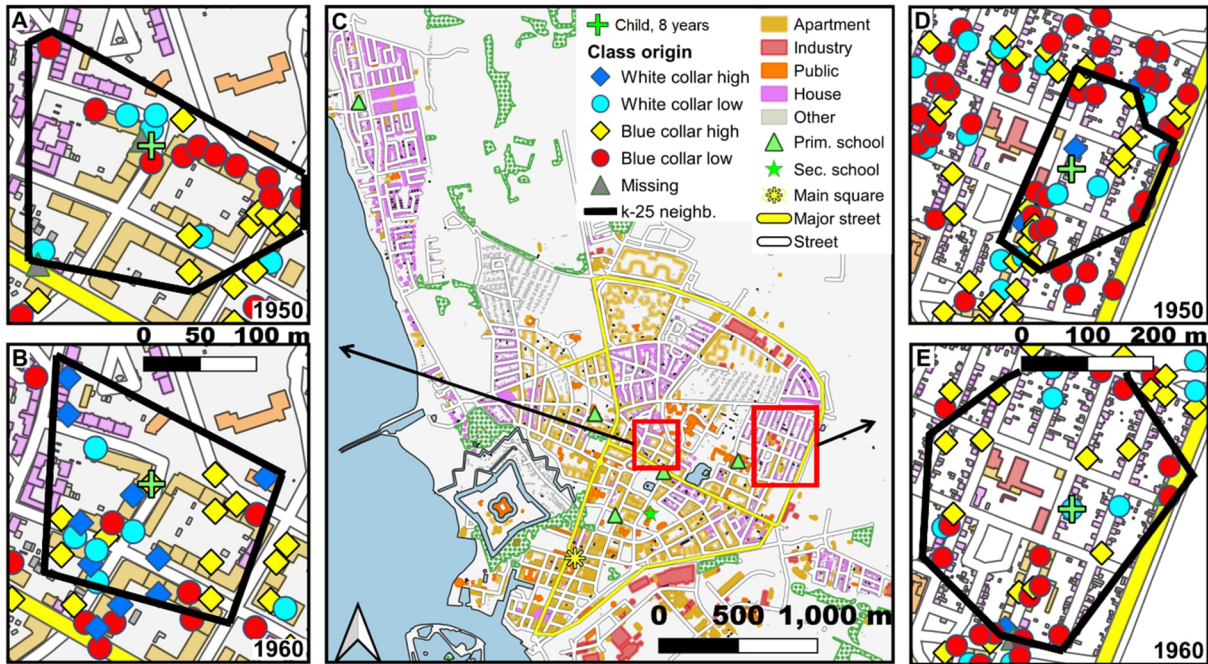 A
1950
0 50 100 m
B
1960
C
Child, 8 years
Class origin
White collar high
White collar low
Blue collar high
Blue collar low
Missing
k-25 neighb.
Apartment
Industry
Public
House
Other
Prim. school
Sec. school
Main square
Major street
Street
0 500 1,000 m
D
1950
0 100 200 m
E
1960